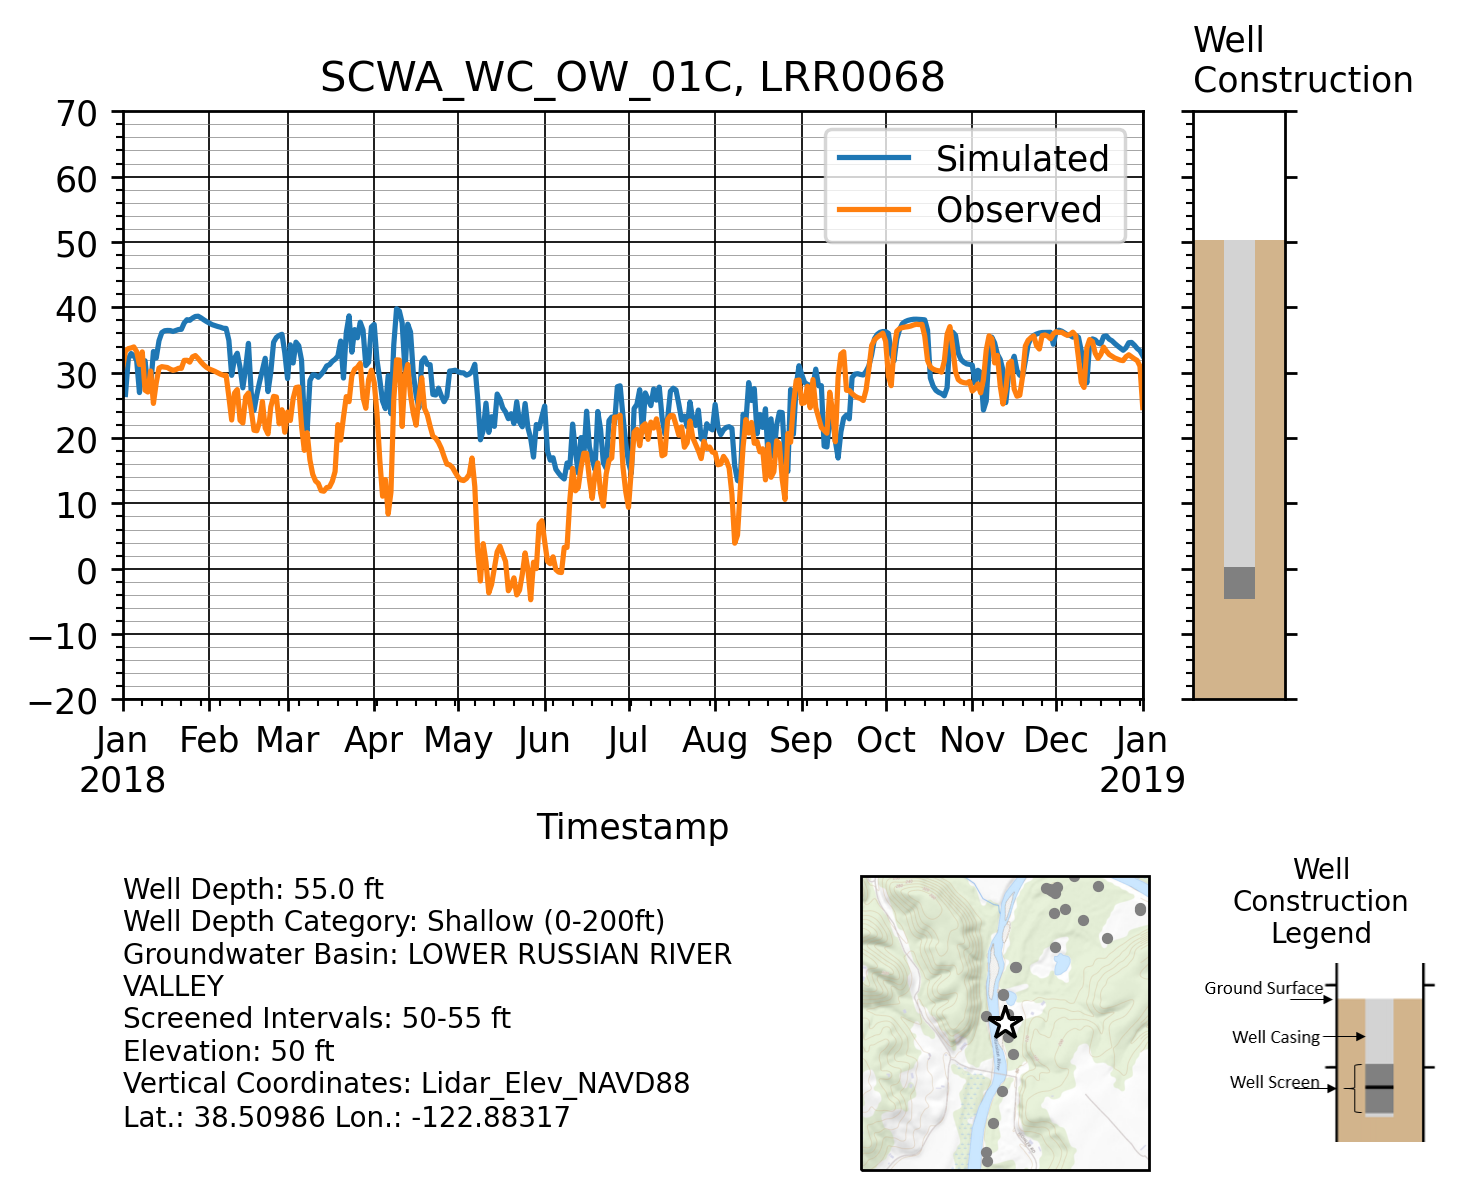 Well
Construction
SCWA_WC_OW_01C, LRR0068
70
60
50
40
30
20
10
0
−10
−20
Simulated
Observed
Jan Feb Mar Apr May Jun Jul Aug Sep Oct Nov Dec Jan
2018 2019
Timestamp
Well Depth: 55.0 ft
Well Depth Category: Shallow (0-200ft)
Groundwater Basin: LOWER RUSSIAN RIVER
VALLEY
Screened Intervals: 50-55 ft
Elevation: 50 ft
Vertical Coordinates: Lidar_Elev_NAVD88
Lat.: 38.50986 Lon.: -122.88317
Well
Construction
Legend
Ground Surface
Well Casing
Well Screen